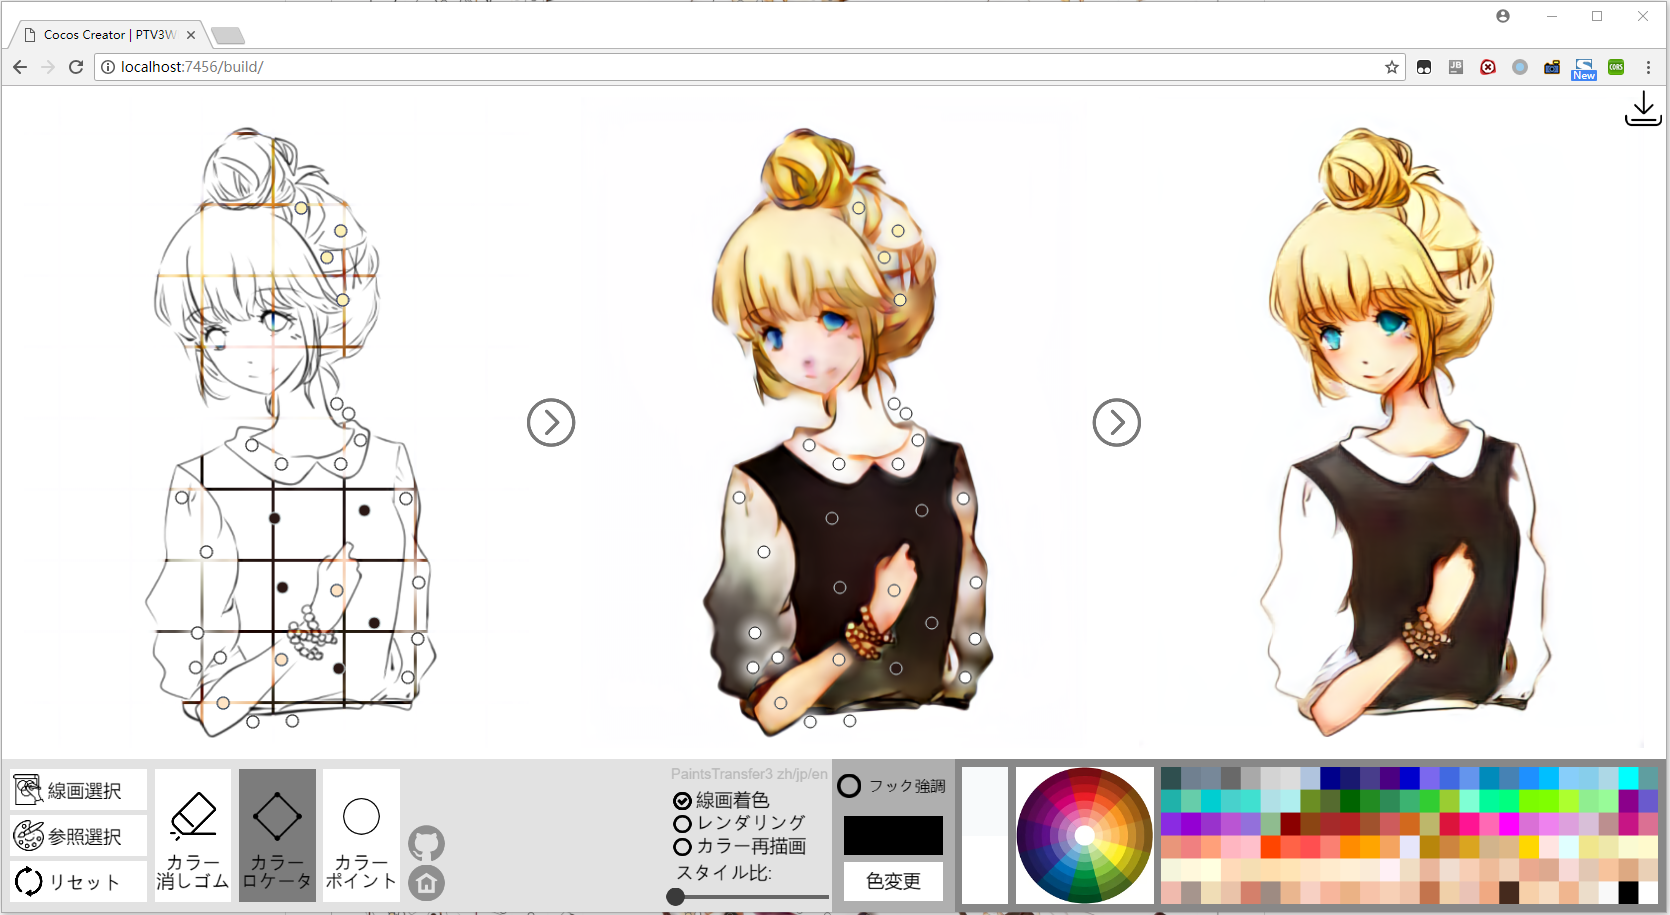 Cocos Creator | PTV3W
localhost:7456/build/
JB
New
CORS
線画選択
参照選択
リセット
カラー
消しゴム
カラー
ロケータ
カラー
ポイント
PaintsTransfer3 zh/jp/en
線画着色
レンダリング
カラー再描画
スタイル比:
フック強調
色変更